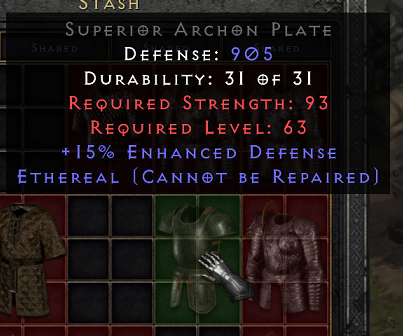 STASH
SHARED
SUPERIOR ARCHON PLATE
DEFENSE: 905
DURABILITY: 31 OF 31
REQUIRED STRENGTH: 93
REQUIRED LEVEL: 63
+15% ENHANCED DEFENSE
ETHEREAL (CANNOT BE REPAIRED)